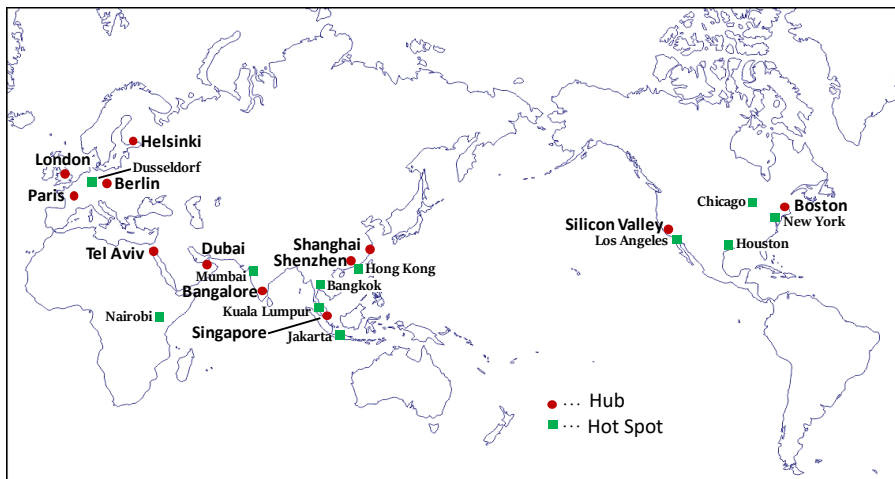 Helsinki
London
Dusseldorf
Berlin
Paris
Chicago
Boston
New York
Silicon Valley
Los Angeles
Houston
Tel Aviv
Dubai
Shanghai
Shenzhen
Mumbai
Hong Kong
Bangalore
Bangkok
Kuala Lumpur
Nairobi
Singapore
Jakarta
··· Hub
··· Hot Spot